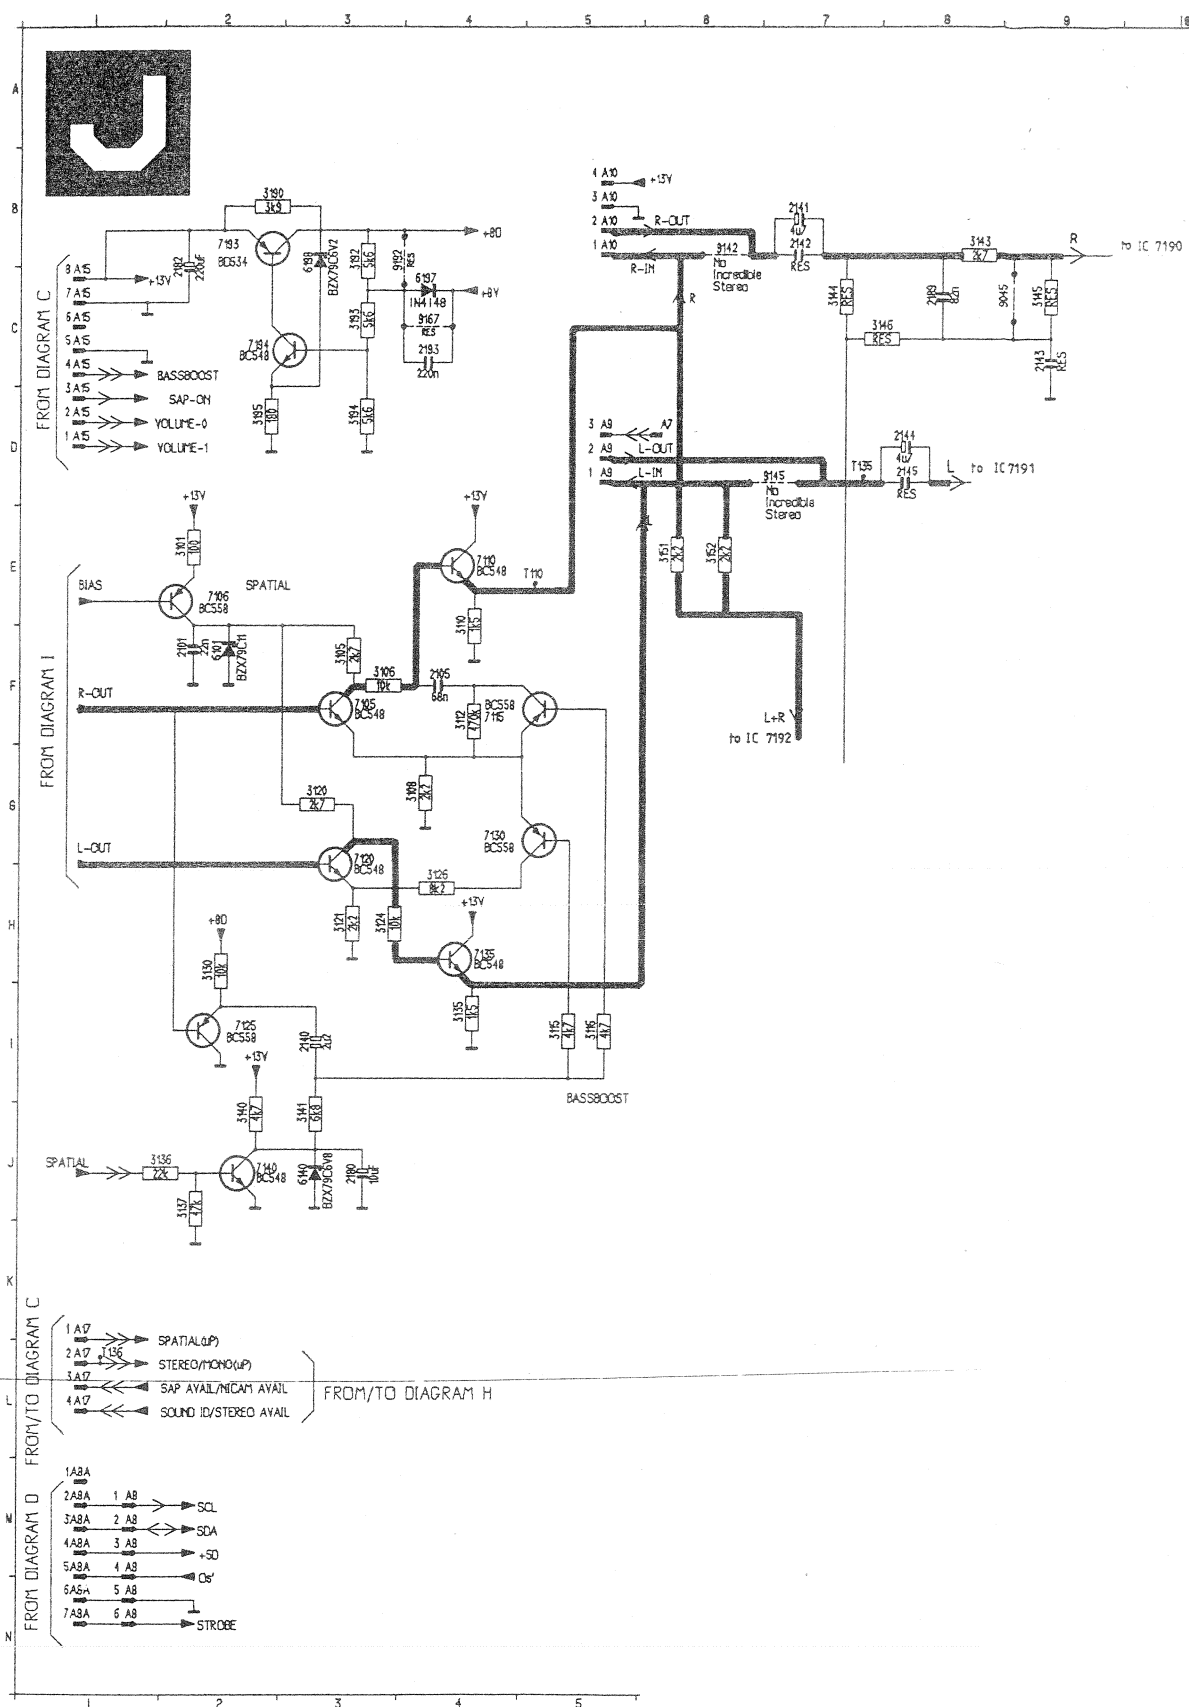 2 3 4 5 6 7 8 9
A
J
B
3190
3k9
7193
BD534
2182
220uF
6198
BZX79C6V2
3192
5k6
9192
RES
+8D
6197
1N4148
+8V
9167
RES
2193
220n
3193
5k6
7194
BC548
3195
180
3194
5k6
FROM DIAGRAM C
8 A15
+13V
7 A15
6 A15
5 A15
4 A15
BASSBOOST
3 A15
SAP-ON
2 A15
VOLUME-0
1 A15
VOLUME-1
4 A10
+13V
3 A10
2 A10
R-OUT
1 A10
R-IN
9142
No
Incredible
Stereo
2141
4u7
2142
RES
3143
2k7
R
to IC 7190
R
3144
RES
2189
82n
9045
3145
RES
3146
RES
2143
RES
C
D
3 A9
A7
2 A9
L-OUT
1 A9
L-IN
9145
No
Incredible
Stereo
T135
2144
4u7
2145
RES
L
to IC7191
L
3151
2k2
3152
2k2
L+R
to IC 7192
E
+13V
3101
100
BIAS
7106
BC558
SPATIAL
2101
22n
6101
BZX79C11
+13V
7110
BC548
T110
3110
1k5
3105
2k7
3106
10k
2105
68n
F
FROM DIAGRAM I
R-OUT
7105
BC548
3112
470k
BC558
7115
3108
2k2
G
3120
2k7
L-OUT
7120
BC548
7130
BC558
3126
8k2
H
3121
2k2
3124
10k
+13V
7135
BC548
3135
1k5
+8D
3130
10k
7125
BC558
2140
2u2
3115
4k7
3116
4k7
I
+13V
BASSBOOST
3140
4k7
3141
6k8
J
SPATIAL
3136
22k
7140
BC548
6140
BZX79C6V8
2180
10uF
3137
47k
K
FROM/TO DIAGRAM C
1 A17
SPATIAL(uP)
2 A17
T136
STEREO/MONO(uP)
3 A17
SAP AVAIL/NICAM AVAIL
4 A17
SOUND ID/STEREO AVAIL
FROM/TO DIAGRAM H
L
FROM DIAGRAM D
1A8A
2A8A 1 A8
SCL
M
3A8A 2 A8
SDA
4A8A 3 A8
+5D
5A8A 4 A8
6A8A 5 A8
7A8A 6 A8
STROBE
N
1 2 3 4 5